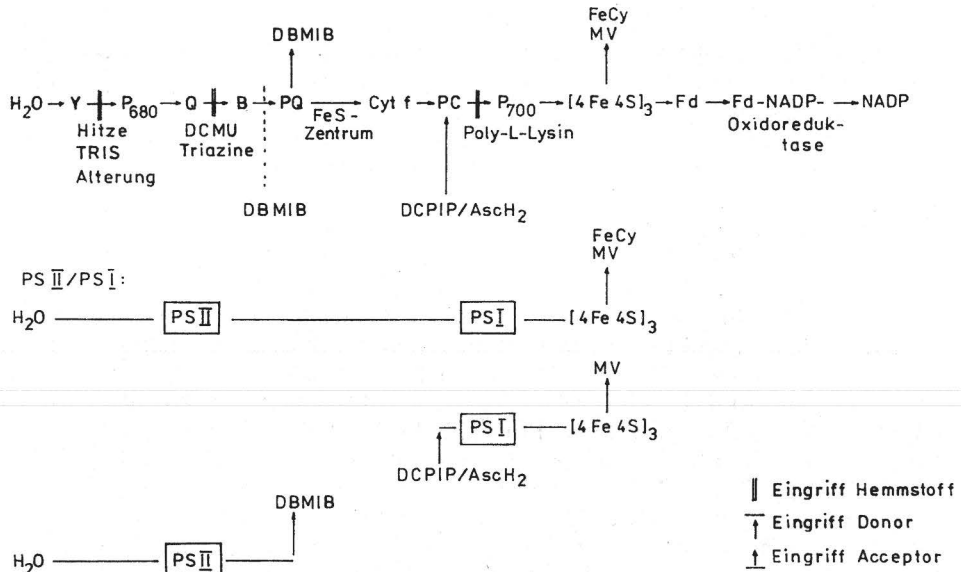 FeCy
MV
DBMIB
H₂O → Y → P₆₈₀ → Q → B → PQ → Cyt f → PC → P₇₀₀ → [4Fe 4S]₃ → Fd → Fd-NADP- → NADP
Hitze DCMU FeS- Poly-L-Lysin Oxidoreduk-
TRIS Triazine Zentrum tase
Alterung
DBMIB DCPIP/AscH₂
FeCy
MV
PS II/PS I:
H₂O PS II PS I [4Fe 4S]₃
MV
PS I [4Fe 4S]₃
DCPIP/AscH₂
DBMIB
H₂O PS II
Eingriff Hemmstoff
Eingriff Donor
Eingriff Acceptor